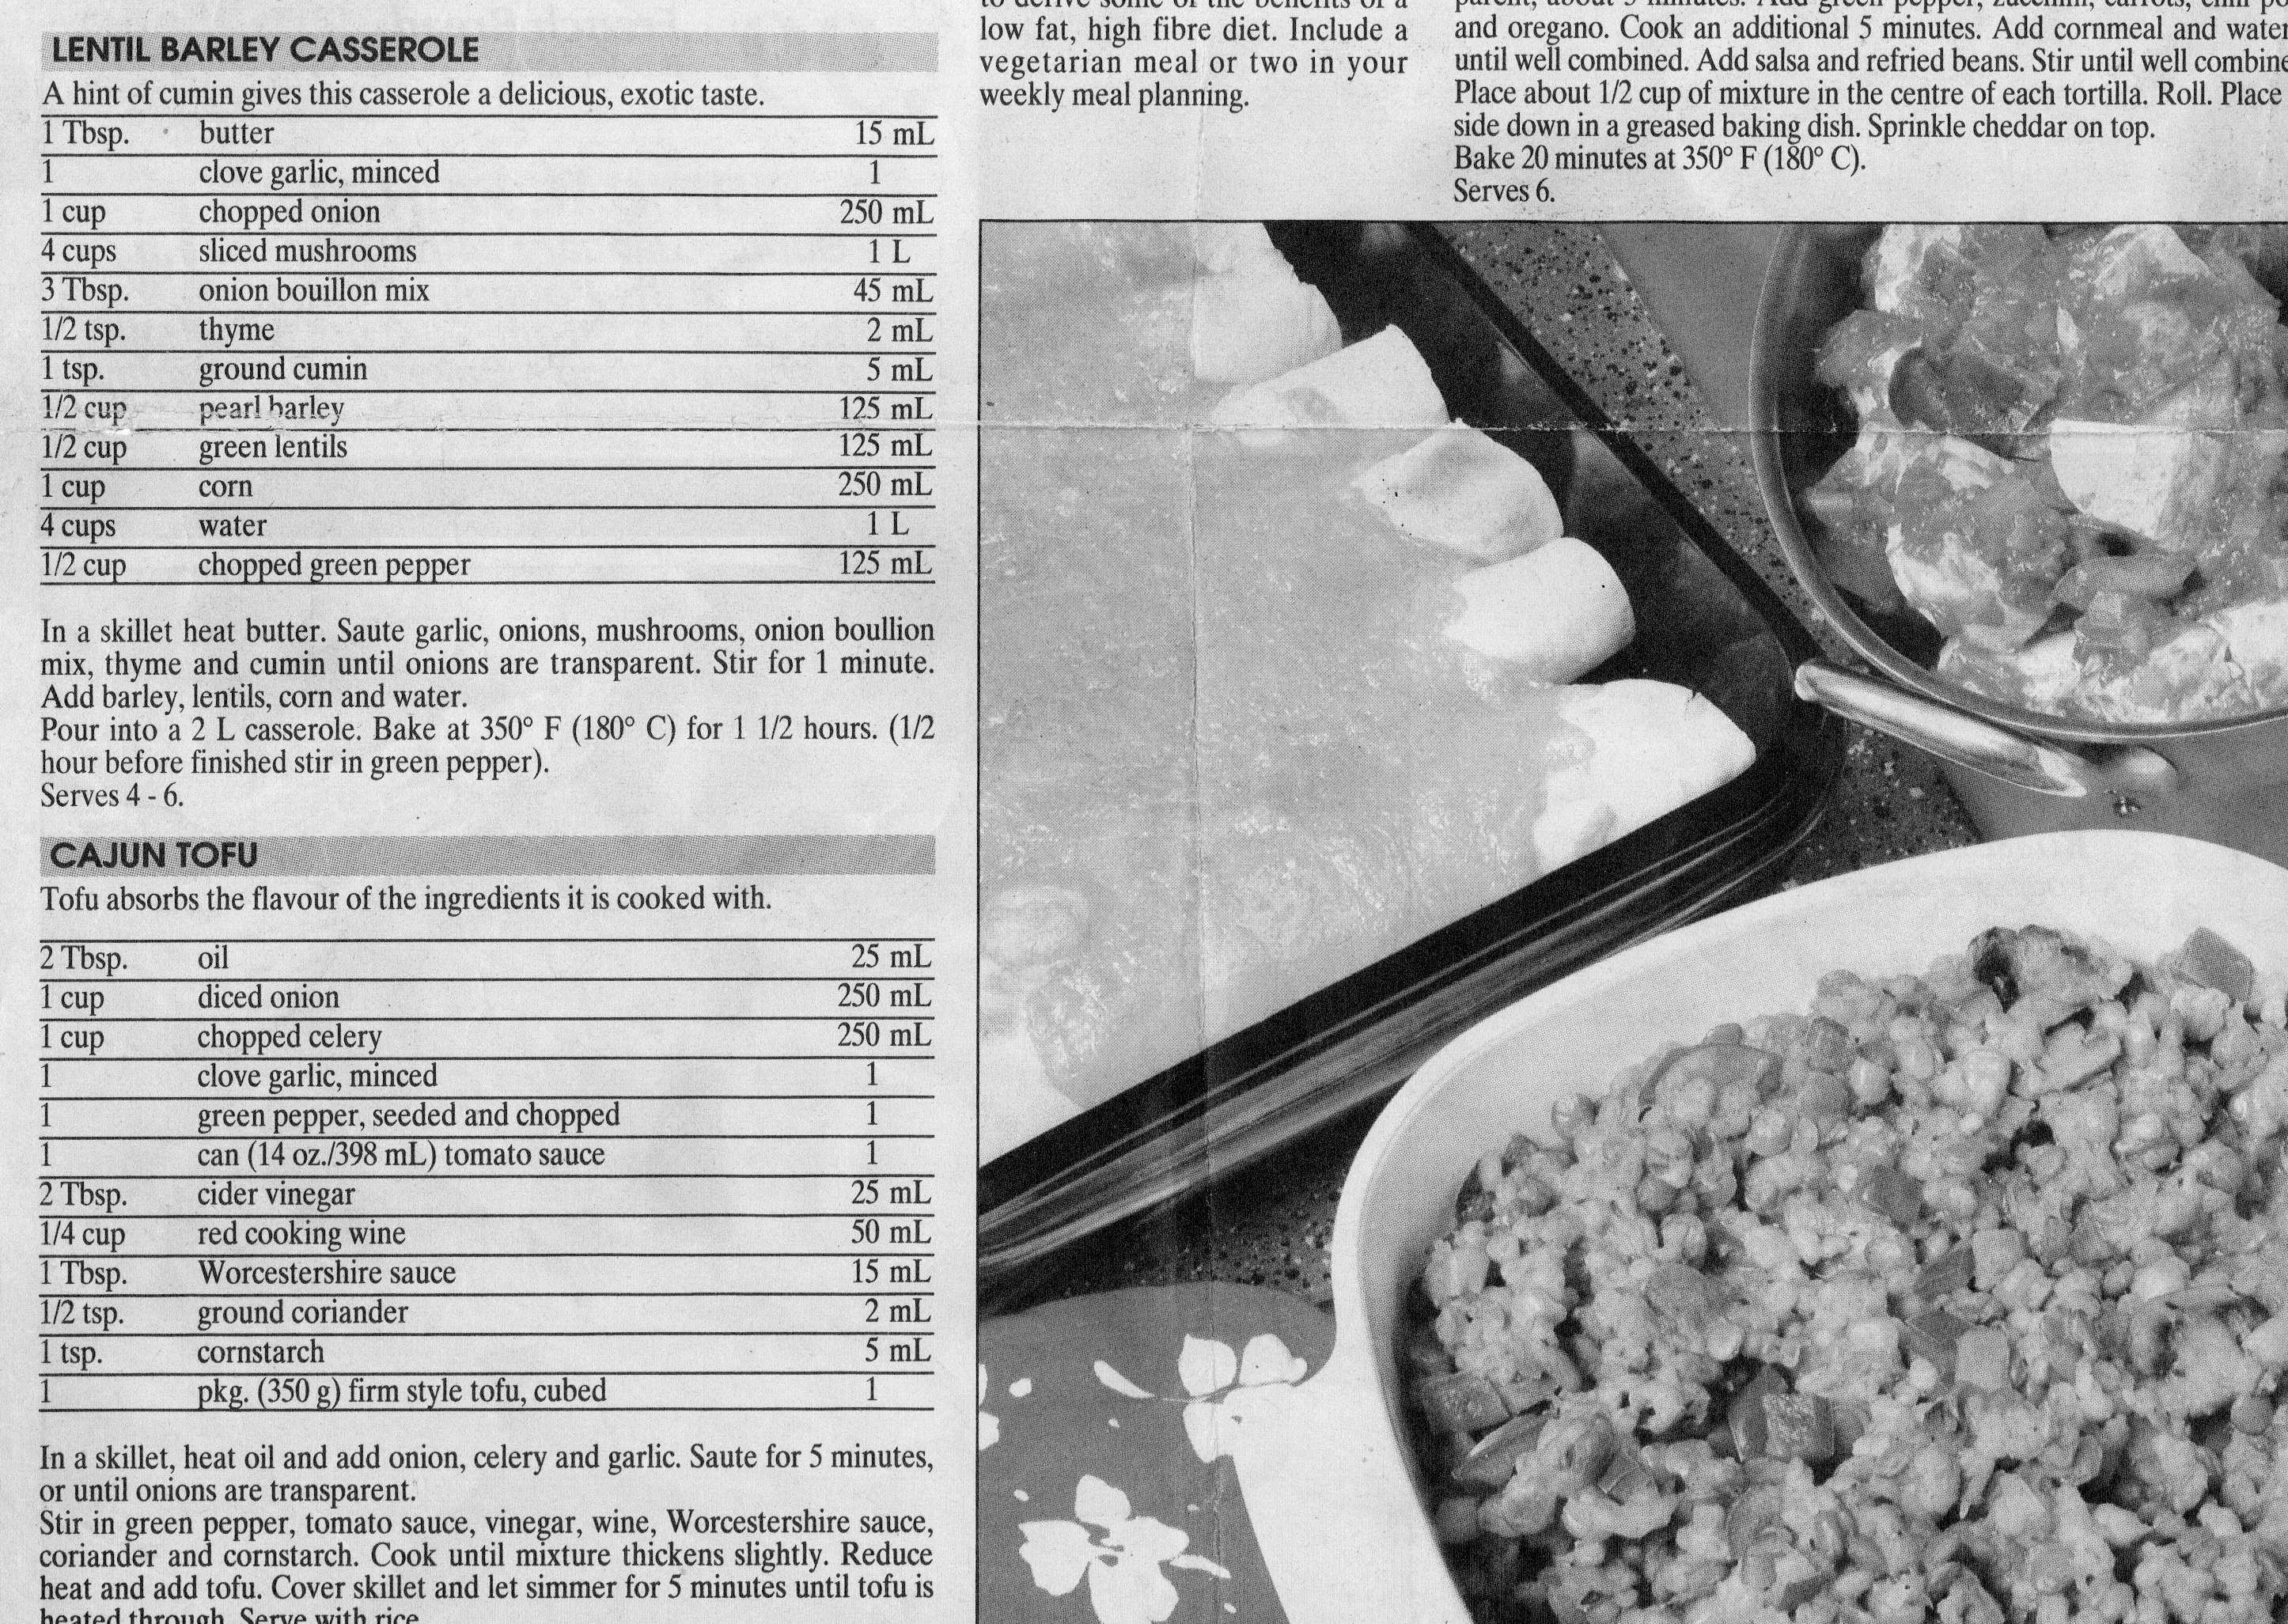 LENTIL BARLEY CASSEROLE
A hint of cumin gives this casserole a delicious, exotic taste.
1 Tbsp. butter 15 mL
1 clove garlic, minced 1
1 cup chopped onion 250 mL
4 cups sliced mushrooms 1 L
3 Tbsp. onion bouillon mix 45 mL
1/2 tsp. thyme 2 mL
1 tsp. ground cumin 5 mL
1/2 cup pearl barley 125 mL
1/2 cup green lentils 125 mL
1 cup corn 250 mL
4 cups water 1 L
1/2 cup chopped green pepper 125 mL
In a skillet heat butter. Saute garlic, onions, mushrooms, onion boullion
mix, thyme and cumin until onions are transparent. Stir for 1 minute.
Add barley, lentils, corn and water.
Pour into a 2 L casserole. Bake at 350° F (180° C) for 1 1/2 hours. (1/2
hour before finished stir in green pepper).
Serves 4 - 6.
CAJUN TOFU
Tofu absorbs the flavour of the ingredients it is cooked with.
2 Tbsp. oil 25 mL
1 cup diced onion 250 mL
1 cup chopped celery 250 mL
1 clove garlic, minced 1
1 green pepper, seeded and chopped 1
1 can (14 oz./398 mL) tomato sauce 1
2 Tbsp. cider vinegar 25 mL
1/4 cup red cooking wine 50 mL
1 Tbsp. Worcestershire sauce 15 mL
1/2 tsp. ground coriander 2 mL
1 tsp. cornstarch 5 mL
1 pkg. (350 g) firm style tofu, cubed 1
In a skillet, heat oil and add onion, celery and garlic. Saute for 5 minutes,
or until onions are transparent.
Stir in green pepper, tomato sauce, vinegar, wine, Worcestershire sauce,
coriander and cornstarch. Cook until mixture thickens slightly. Reduce
heat and add tofu. Cover skillet and let simmer for 5 minutes until tofu is
heated through. Serve with rice.
to derive some of the benefits of a
low fat, high fibre diet. Include a
vegetarian meal or two in your
weekly meal planning.
parent, about 5 minutes. Add green pepper, zucchini, carrots, chili
and oregano. Cook an additional 5 minutes. Add cornmeal and water
until well combined. Add salsa and refried beans. Stir until well
Place about 1/2 cup of mixture in the centre of each tortilla. Roll. Place
side down in a greased baking dish. Sprinkle cheddar on top.
Bake 20 minutes at 350° F (180° C).
Serves 6.